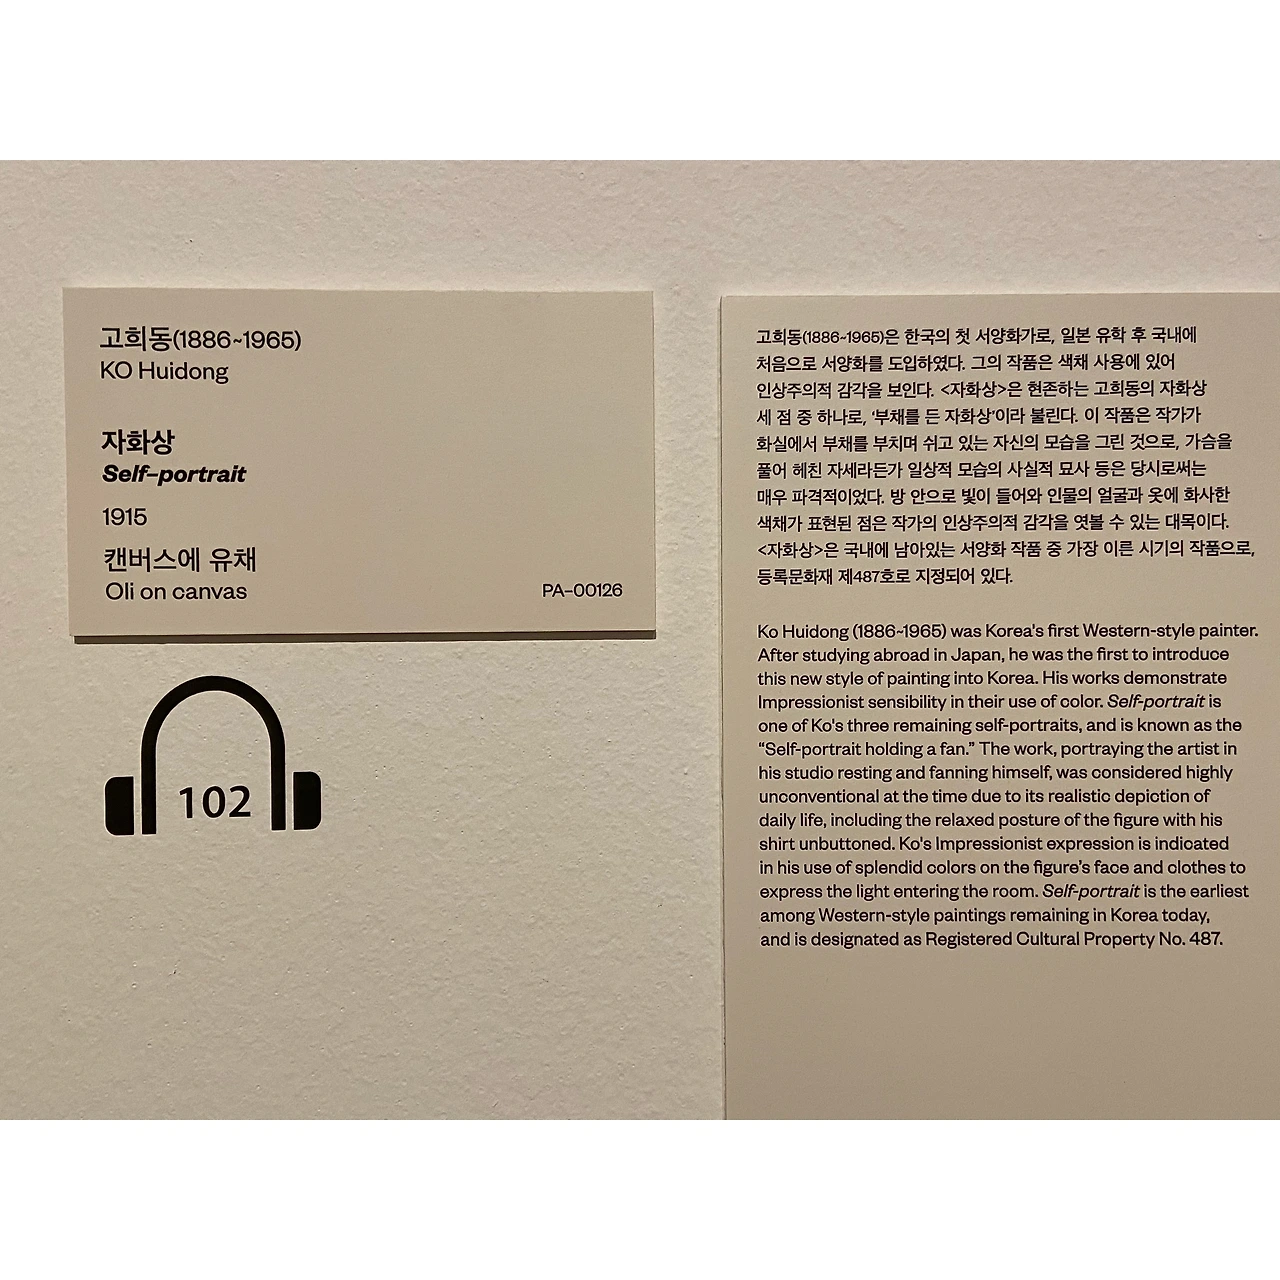 고희동(1886~1965)
KO Huidong
자화상
Self-portrait
1915
캔버스에 유채
Oli on canvas
PA-00126
102
고희동(1886~1965)은 한국의 첫 서양화가로, 일본 유학 후 국내에
처음으로 서양화를 도입하였다. 그의 작품은 색채 사용에 있어
인상주의적 감각을 보인다. <자화상>은 현존하는 고희동의 자화상
세 점 중 하나로, ‘부채를 든 자화상’이라 불린다. 이 작품은 작가가
화실에서 부채를 부치며 쉬고 있는 자신의 모습을 그린 것으로, 가슴을
풀어 헤친 자세라든가 일상적 모습의 사실적 묘사 등은 당시로써는
매우 파격적이었다. 방 안으로 빛이 들어와 인물의 얼굴과 옷에 화사한
색채가 표현된 점은 작가의 인상주의적 감각을 엿볼 수 있는 대목이다.
<자화상>은 국내에 남아있는 서양화 작품 중 가장 이른 시기의 작품으로,
등록문화재 제487호로 지정되어 있다.
Ko Huidong (1886~1965) was Korea's first Western-style painter.
After studying abroad in Japan, he was the first to introduce
this new style of painting into Korea. His works demonstrate
Impressionist sensibility in their use of color. Self-portrait is
one of Ko's three remaining self-portraits, and is known as the
“Self-portrait holding a fan.” The work, portraying the artist in
his studio resting and fanning himself, was considered highly
unconventional at the time due to its realistic depiction of
daily life, including the relaxed posture of the figure with his
shirt unbuttoned. Ko's Impressionist expression is indicated
in his use of splendid colors on the figure's face and clothes to
express the light entering the room. Self-portrait is the earliest
among Western-style paintings remaining in Korea today,
and is designated as Registered Cultural Property No. 487.